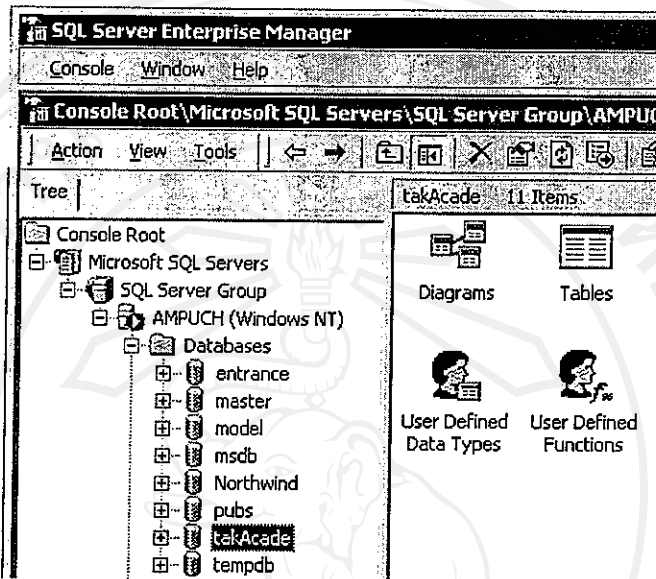 SQL Server Enterprise Manager
Console Window Help
Console Root\Microsoft SQL Servers\SQL Server Group\AMPUC
Action View Tools
Tree
takAcade 11 Items
Console Root
Microsoft SQL Servers
SQL Server Group
AMPUCH (Windows NT)
Databases
entrance
master
model
msdb
Northwind
pubs
takAcade
tempdb
Diagrams
Tables
User Defined
Data Types
User Defined
Functions